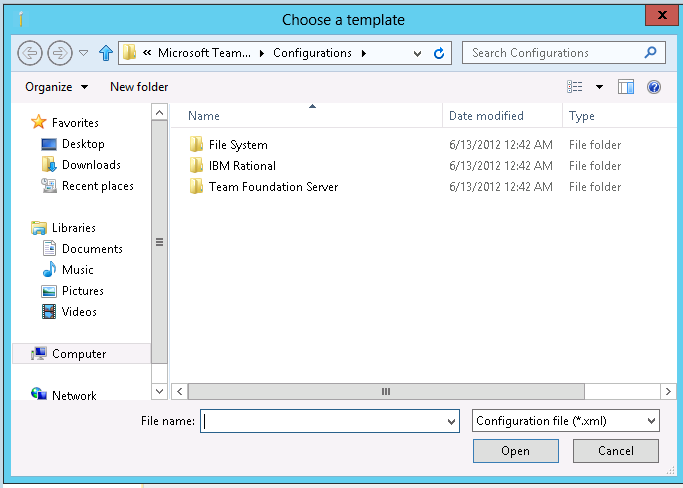 Choose a template
x
« Microsoft Team... Configurations
Search Configurations
Organize New folder
?
Name Date modified Type
Favorites
Desktop
Downloads
Recent places
Libraries
Documents
Music
Pictures
Videos
Computer
Network
File System 6/13/2012 12:42 AM File folder
IBM Rational 6/13/2012 12:42 AM File folder
Team Foundation Server 6/13/2012 12:42 AM File folder
File name:
Configuration file (*.xml)
Open Cancel